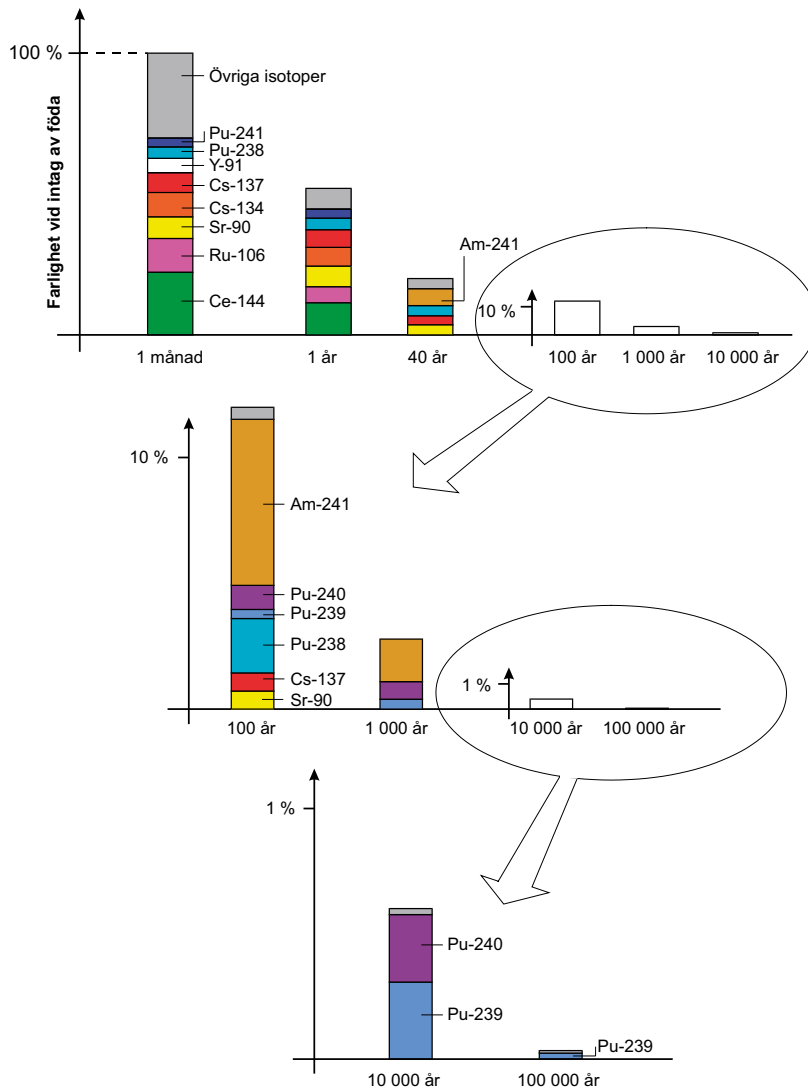 100 %
Farlighet vid intag av föda
Övriga isotoper
Pu-241
Pu-238
Y-91
Cs-137
Cs-134
Sr-90
Ru-106
Ce-144
Am-241
10 %
1 månad
1 år
40 år
100 år
1 000 år
10 000 år
10 %
Am-241
Pu-240
Pu-239
Pu-238
Cs-137
Sr-90
1 %
100 år
1 000 år
10 000 år
100 000 år
1 %
Pu-240
Pu-239
Pu-239
10 000 år
100 000 år